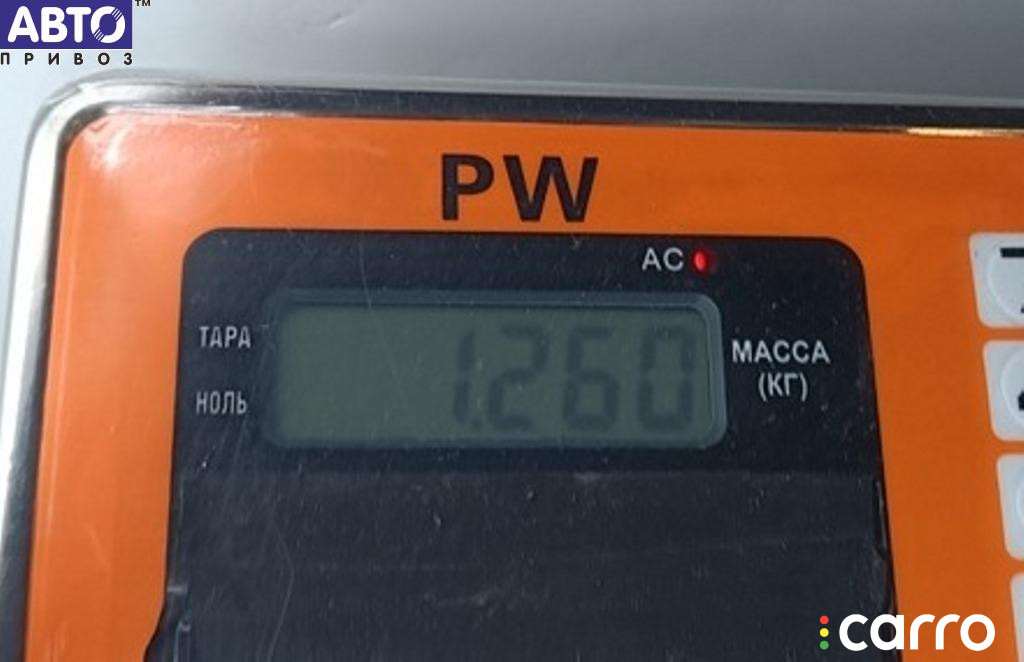 АВТО™
ПРИВОЗ
PW
AC
ТАРА
НОЛЬ
1.260
МАССА
(КГ)
carro